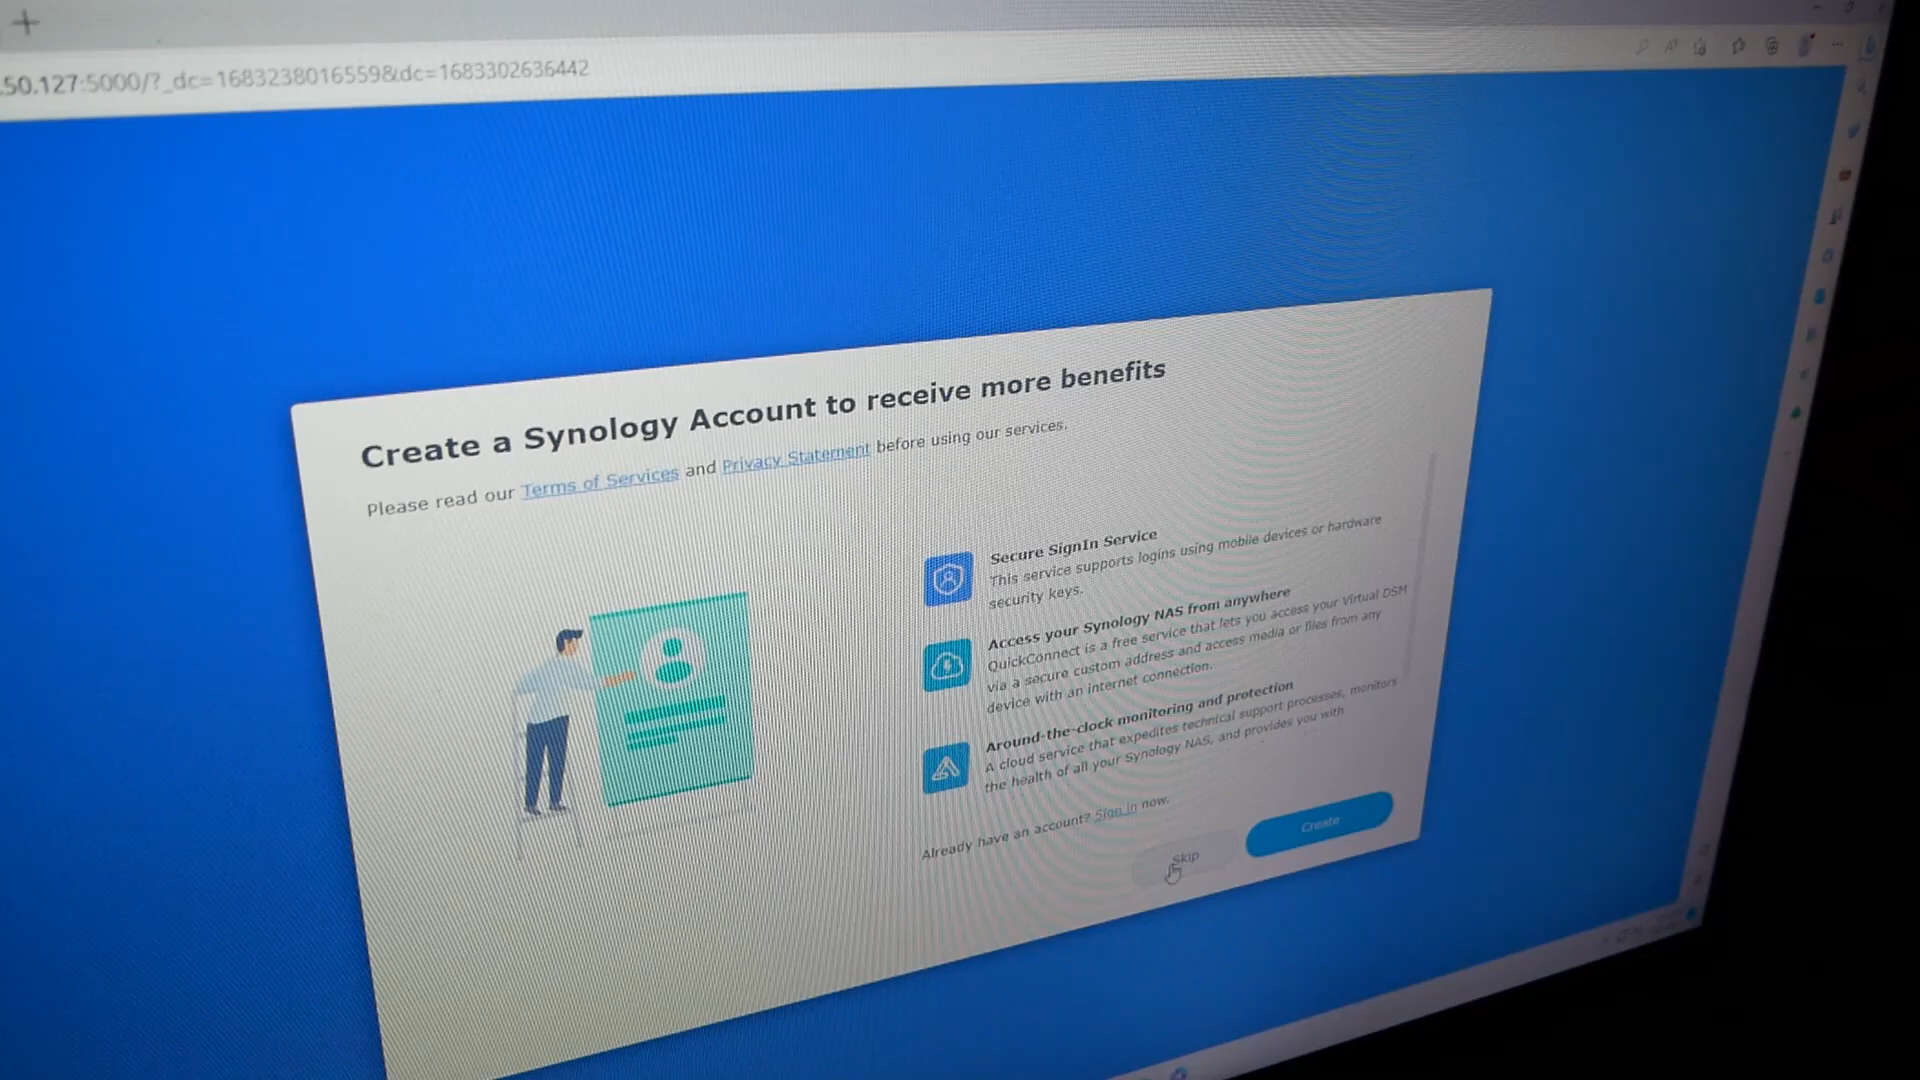 .50.127:5000/?_dc=1683238016559&dc=1683302636442
Create a Synology Account to receive more benefits
Please read our Terms of Services and Privacy Statement before using our services.
Secure SignIn Service
This service supports logins using mobile devices or hardware
security keys.
Access your Synology NAS from anywhere
QuickConnect is a free service that lets you access your Virtual DSM
via a secure custom address and access media or files from any
device with an internet connection.
Around-the-clock monitoring and protection
A cloud service that expedites technical support processes, monitors
the health of all your Synology NAS, and provides you with
Already have an account? Sign in now.
Skip
Create